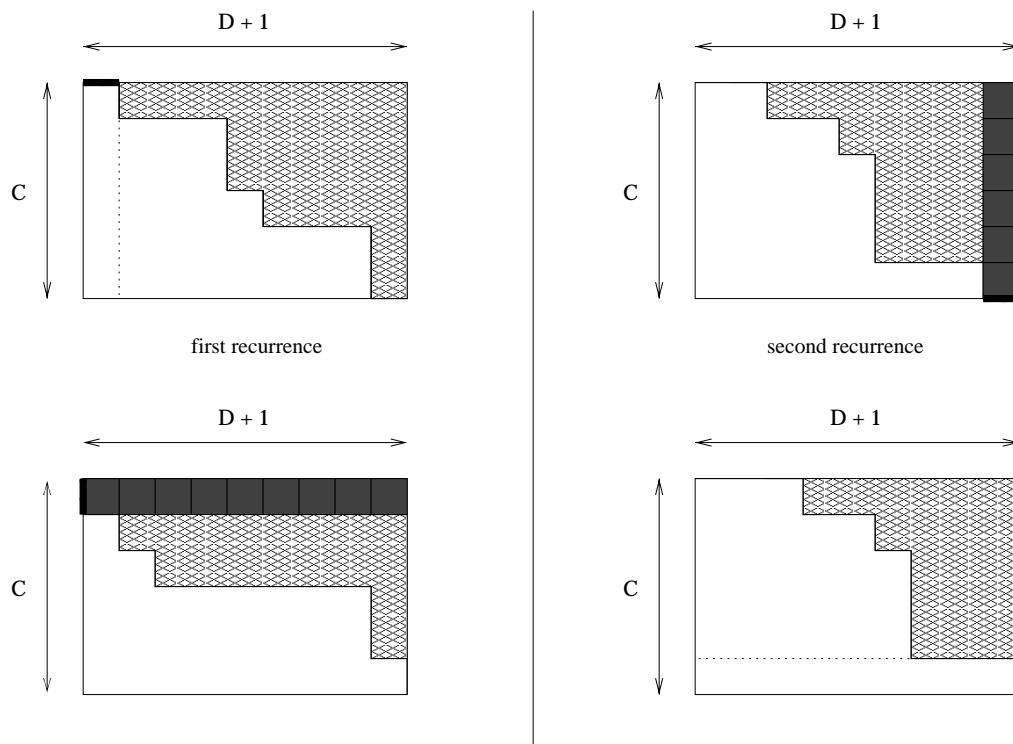 D + 1
D + 1
C
C
first recurrence
second recurrence
D + 1
D + 1
C
C